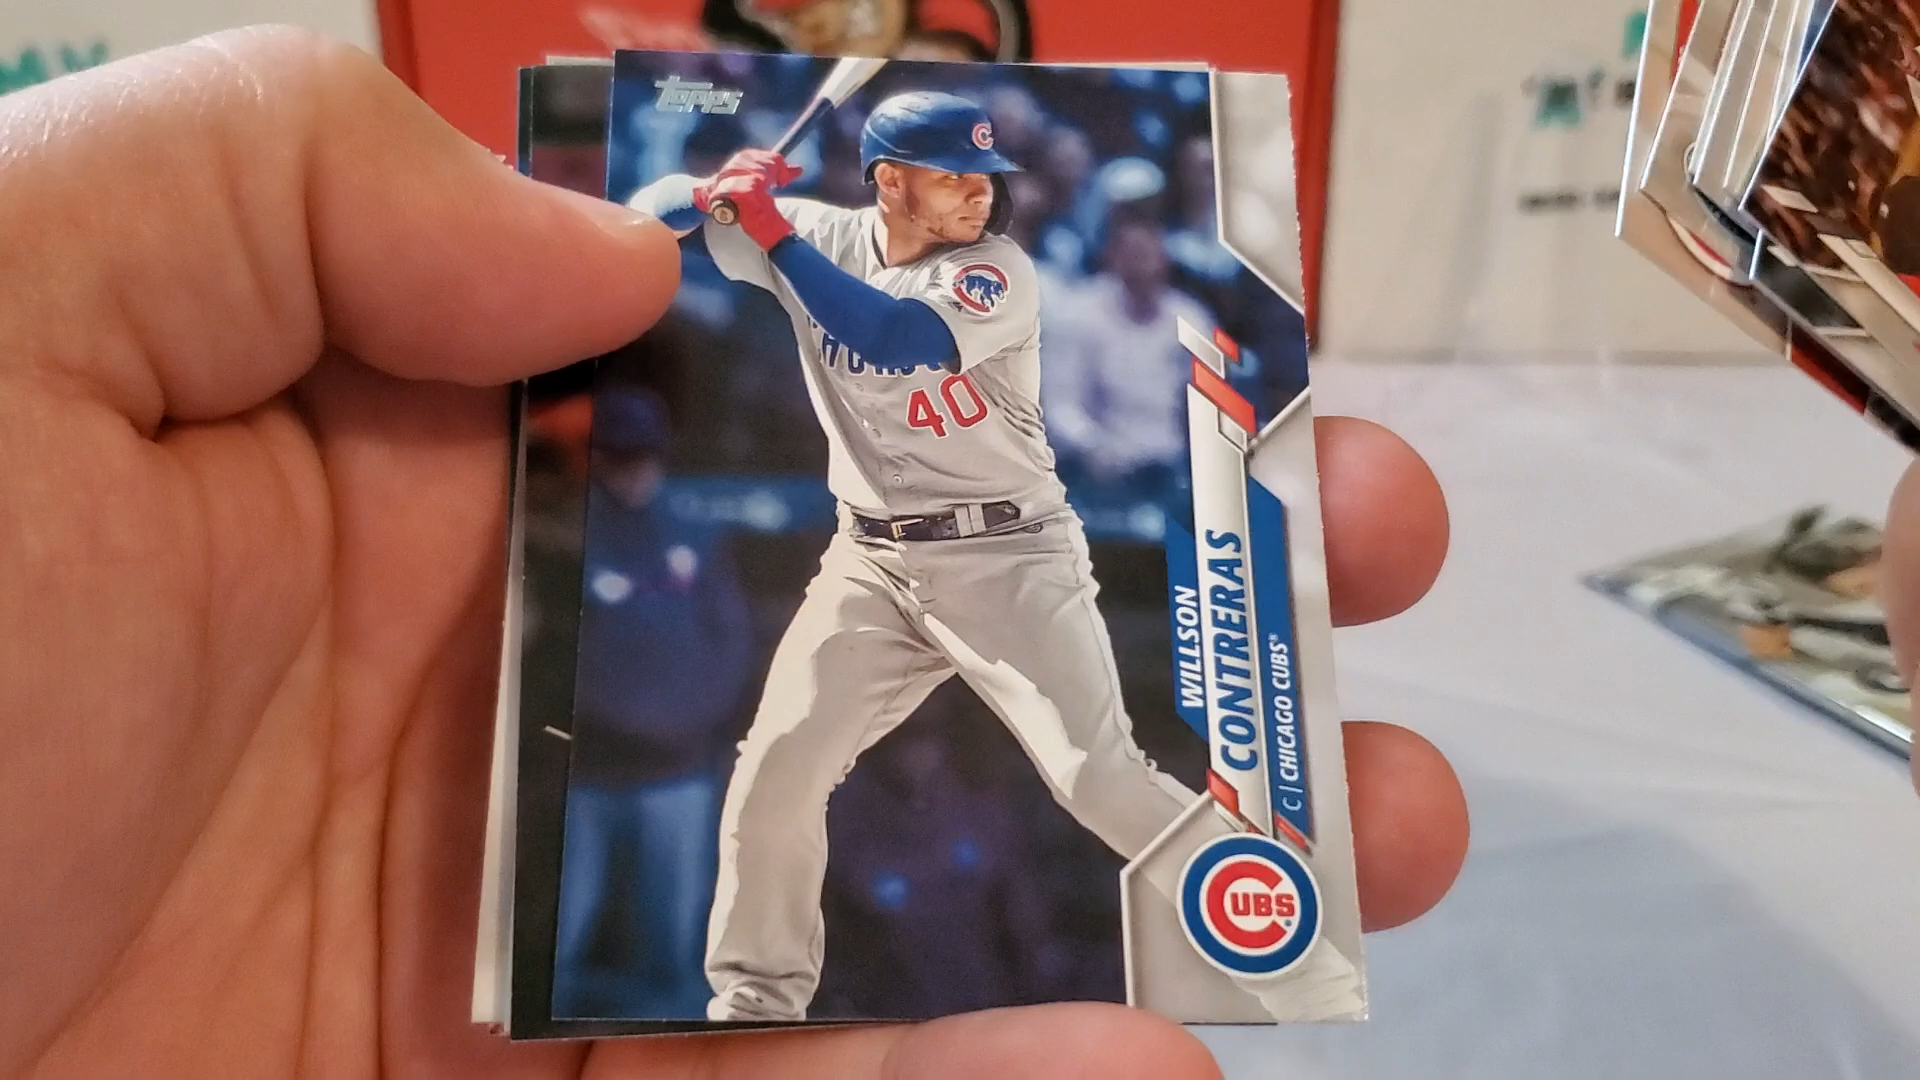 Topps
C
40
WILLSON
CONTRERAS
C | CHICAGO CUBS®
CUBS